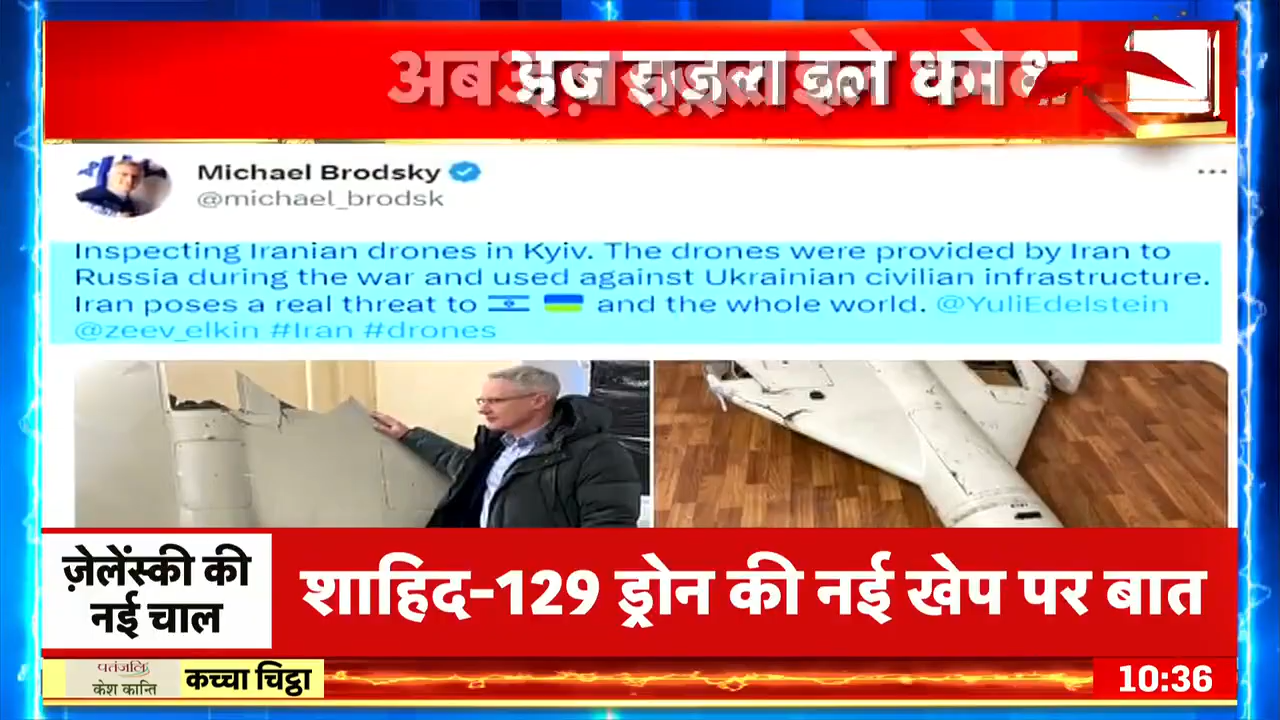 Michael Brodsky
@michael_brodsk
Inspecting Iranian drones in Kyiv. The drones were provided by Iran to
Russia during the war and used against Ukrainian civilian infrastructure.
Iran poses a real threat to 🇮🇱 🇺🇦 and the whole world. @YuliEdelstein
@zeev_elkin #Iran #drones
ज़ेलेंस्की की
नई चाल
शाहिद-129 ड्रोन की नई खेप पर बात
पतंजलि
केश कान्ति
कच्चा चिट्ठा
10:36